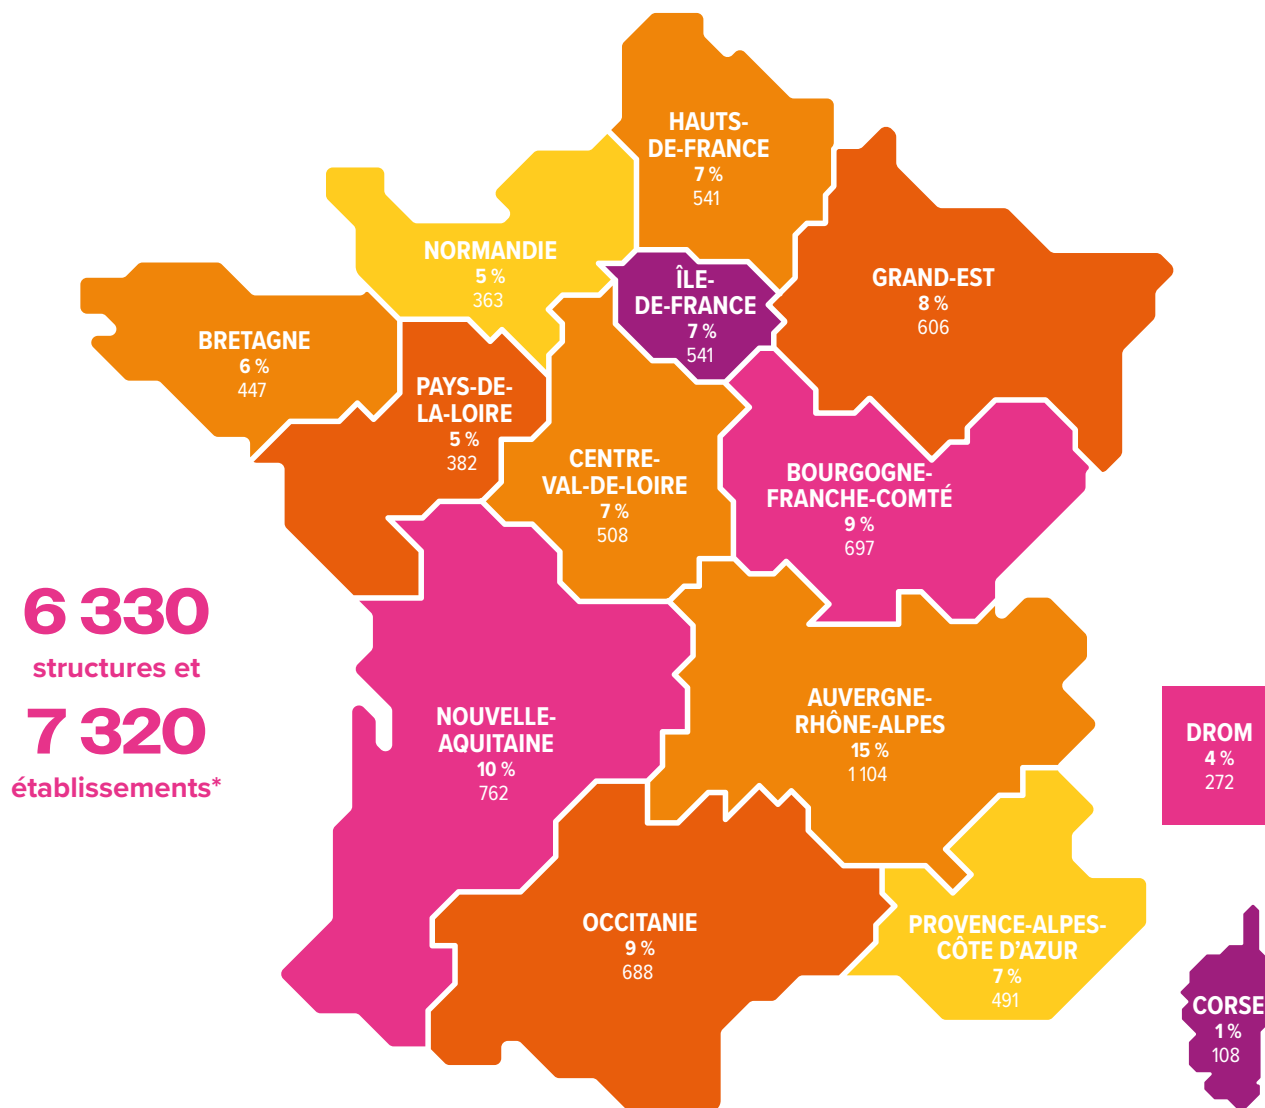 HAUTS-
DE-FRANCE
7 %
541
NORMANDIE
5 %
363
ÎLE-
DE-FRANCE
7 %
541
GRAND-EST
8 %
606
BRETAGNE
6 %
447
PAYS-DE-
LA-LOIRE
5 %
382
CENTRE-
VAL-DE-LOIRE
7 %
508
BOURGOGNE-
FRANCHE-COMTÉ
9 %
697
6 330
structures et
7 320
établissements*
NOUVELLE-
AQUITAINE
10 %
762
AUVERGNE-
RHÔNE-ALPES
15 %
1 104
DROM
4 %
272
OCCITANIE
9 %
688
PROVENCE-ALPES-
CÔTE D'AZUR
7 %
491
CORSE
1 %
108